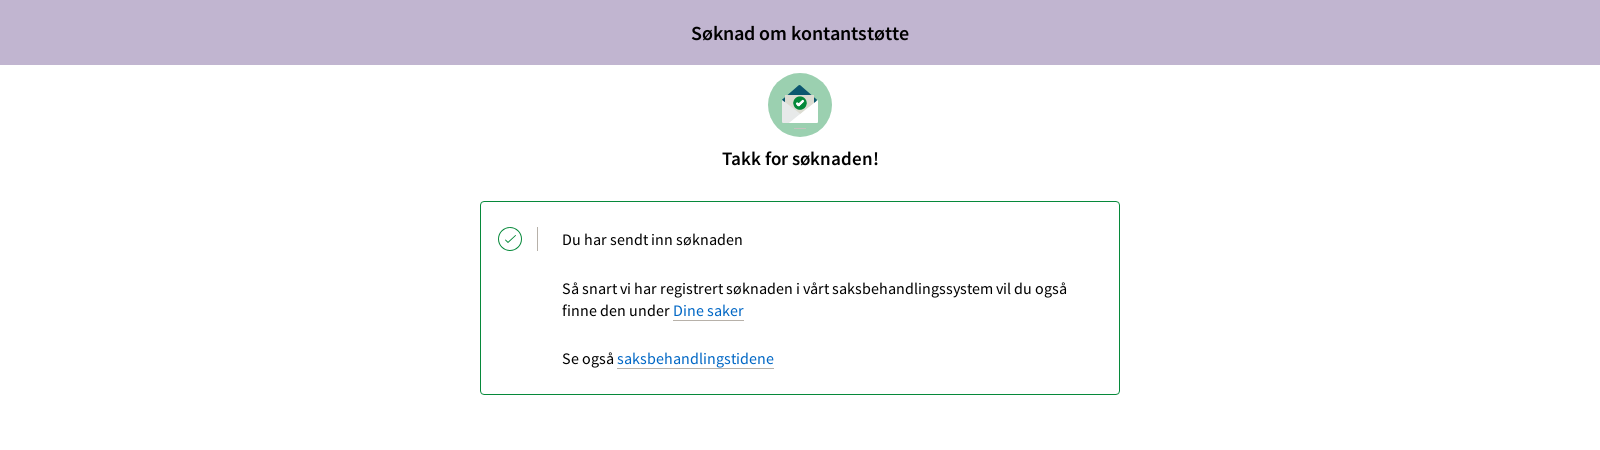 Søknad om kontantstøtte
Takk for søknaden!
Du har sendt inn søknaden
Så snart vi har registrert søknaden i vårt saksbehandlingssystem vil du også
finne den under Dine saker
Se også saksbehandlingstidene